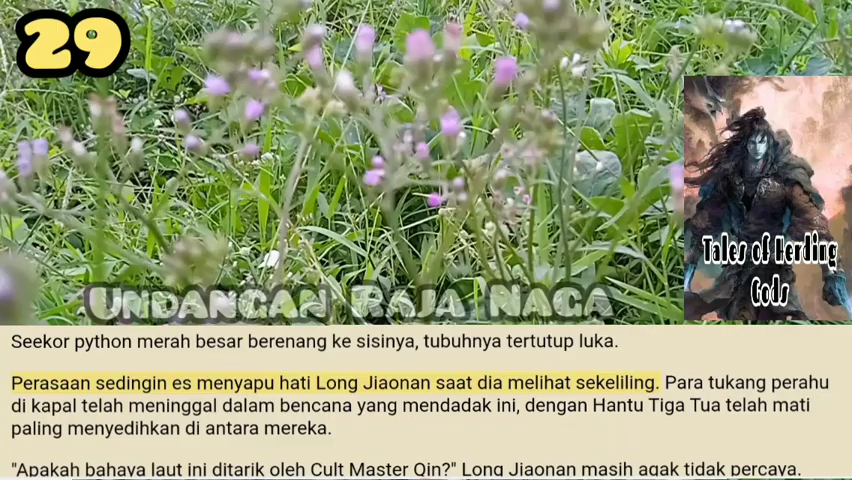 29
Tales of Herding
Gods
Undangan Raja Naga
Seekor python merah besar berenang ke sisinya, tubuhnya tertutup luka.
Perasaan sedingin es menyapu hati Long Jiaonan saat dia melihat sekeliling. Para tukang perahu
di kapal telah meninggal dalam bencana yang mendadak ini, dengan Hantu Tiga Tua telah mati
paling menyedihkan di antara mereka.
"Apakah bahaya laut ini ditarik oleh Cult Master Qin?" Long Jiaonan masih agak tidak percaya.